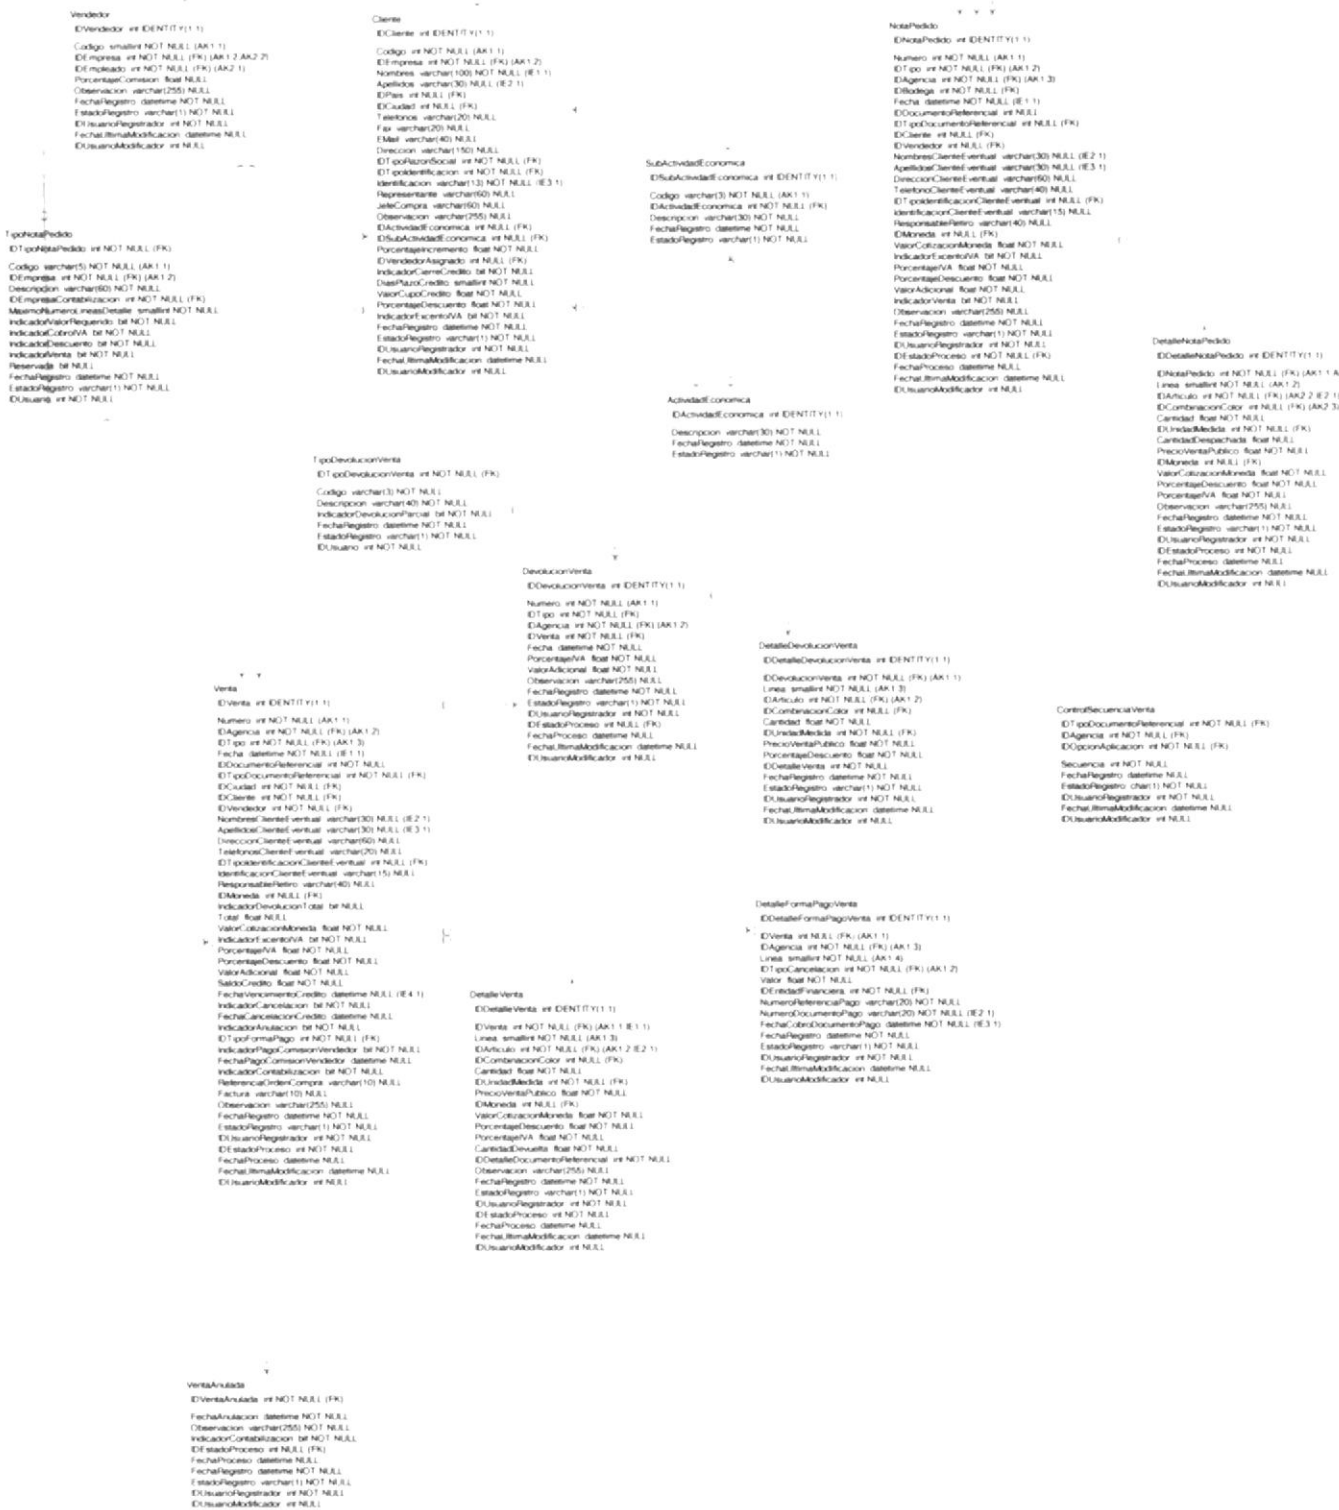 Vendedor
IDVendedor int IDENTITY(1 1)
Codigo smallint NOT NULL (AK1 1)
IDEmpresa int NOT NULL (FK) (AK1 2 AK2 2)
IDEmpleado int NOT NULL (FK) (AK2 1)
PorcentajeComision float NULL
Observacion varchar(255) NULL
FechaRegistro datetime NOT NULL
EstadoRegistro varchar(1) NOT NULL
IDUsuarioRegistrador int NOT NULL
FechaUltimaModificacion datetime NULL
IDUsuarioModificador int NULL
TipoNotaPedido
IDTipoNotaPedido int NOT NULL (FK)
Codigo varchar(5) NOT NULL (AK1 1)
IDEmpresa int NOT NULL (FK) (AK1 2)
Descripcion varchar(60) NOT NULL
IDEmpresaContabilizacion int NOT NULL (FK)
MaximoNumeroLineasDetalle smallint NOT NULL
IndicadorValorRequerido bit NOT NULL
IndicadorCobroIVA bit NOT NULL
IndicadorDescuento bit NOT NULL
IndicadorVenta bit NOT NULL
Reservada bit NULL
FechaRegistro datetime NOT NULL
EstadoRegistro varchar(1) NOT NULL
IDUsuario int NOT NULL
Cliente
IDCliente int IDENTITY(1 1)
Codigo int NOT NULL (AK1 1)
IDEmpresa int NOT NULL (FK) (AK1 2)
Nombres varchar(100) NOT NULL (IE1 1)
Apellidos varchar(30) NULL (IE2 1)
IDPais int NULL (FK)
IDCiudad int NULL (FK)
Telefonos varchar(20) NULL
Fax varchar(20) NULL
EMail varchar(40) NULL
Direccion varchar(150) NULL
IDTipoRazonSocial int NOT NULL (FK)
IDTipoIdentificacion int NOT NULL (FK)
Identificacion varchar(13) NOT NULL (IE3 1)
Representante varchar(60) NULL
JefeCompra varchar(60) NULL
Observacion varchar(255) NULL
IDActividadEconomica int NULL (FK)
IDSubActividadEconomica int NULL (FK)
PorcentajeIncremento float NOT NULL
IDVendedorAsignado int NULL (FK)
IndicadorCierreCredito bit NOT NULL
DiasPlazoCredito smallint NOT NULL
ValorCupoCredito float NOT NULL
PorcentajeDescuento float NOT NULL
IndicadorExcentoIVA bit NOT NULL
FechaRegistro datetime NOT NULL
EstadoRegistro varchar(1) NOT NULL
IDUsuarioRegistrador int NOT NULL
FechaUltimaModificacion datetime NULL
IDUsuarioModificador int NULL
SubActividadEconomica
IDSubActividadEconomica int IDENTITY(1 1)
Codigo varchar(3) NOT NULL (AK1 1)
IDActividadEconomica int NOT NULL (FK)
Descripcion varchar(30) NOT NULL
FechaRegistro datetime NOT NULL
EstadoRegistro varchar(1) NOT NULL
ActividadEconomica
IDActividadEconomica int IDENTITY(1 1)
Descripcion varchar(30) NOT NULL
FechaRegistro datetime NOT NULL
EstadoRegistro varchar(1) NOT NULL
NotaPedido
IDNotaPedido int IDENTITY(1 1)
Numero int NOT NULL (AK1 1)
IDTipo int NOT NULL (FK) (AK1 2)
IDAgencia int NOT NULL (FK) (AK1 3)
IDBodega int NOT NULL (FK)
Fecha datetime NOT NULL (IE1 1)
IDDocumentoReferencial int NOT NULL
IDTipoDocumentoReferencial int NOT NULL (FK)
IDCliente int NOT NULL (FK)
IDVendedor int NULL (FK)
NombresClienteEventual varchar(30) NULL (IE2 1)
ApellidosClienteEventual varchar(30) NULL (IE3 1)
DireccionClienteEventual varchar(60) NULL
TelefonoClienteEventual varchar(40) NULL
IDTipoIdentificacionClienteEventual int NULL (FK)
IdentificacionClienteEventual varchar(15) NULL
ResponsableRetiro varchar(40) NULL
IDMoneda int NULL (FK)
ValorCotizacionMoneda float NOT NULL
IndicadorExcentoIVA bit NOT NULL
PorcentajeIVA float NOT NULL
PorcentajeDescuento float NOT NULL
ValorAdicional float NOT NULL
IndicadorVenta bit NOT NULL
Observacion varchar(255) NULL
FechaRegistro datetime NOT NULL
EstadoRegistro varchar(1) NOT NULL
IDUsuarioRegistrador int NOT NULL
IDEstadoProceso int NOT NULL (FK)
FechaProceso datetime NULL
FechaUltimaModificacion datetime NULL
IDUsuarioModificador int NULL
DetalleNotaPedido
IDDetalleNotaPedido int IDENTITY(1 1)
IDNotaPedido int NOT NULL (FK) (AK1 1 A
Linea smallint NOT NULL (AK1 2)
IDArticulo int NOT NULL (FK) (AK2 2 IE2 1)
IDCombinacionColor int NULL (FK) (AK2 3)
Cantidad float NOT NULL
IDUnidadMedida int NOT NULL (FK)
CantidadDespachada float NULL
PrecioVentaPublico float NOT NULL
IDMoneda int NULL (FK)
ValorCotizacionMoneda float NOT NULL
PorcentajeDescuento float NOT NULL
PorcentajeIVA float NOT NULL
Observacion varchar(255) NULL
FechaRegistro datetime NOT NULL
EstadoRegistro varchar(1) NOT NULL
IDUsuarioRegistrador int NOT NULL
IDEstadoProceso int NOT NULL
FechaProceso datetime NULL
FechaUltimaModificacion datetime NULL
IDUsuarioModificador int NULL
TipoDevolucionVenta
IDTipoDevolucionVenta int NOT NULL (FK)
Codigo varchar(3) NOT NULL
Descripcion varchar(40) NOT NULL
IndicadorDevolucionParcial bit NOT NULL
FechaRegistro datetime NOT NULL
EstadoRegistro varchar(1) NOT NULL
IDUsuario int NOT NULL
DevolucionVenta
IDDevolucionVenta int IDENTITY(1 1)
Numero int NOT NULL (AK1 1)
IDTipo int NOT NULL (FK)
IDAgencia int NOT NULL (FK) (AK1 2)
IDVenta int NOT NULL (FK)
Fecha datetime NOT NULL
PorcentajeIVA float NOT NULL
ValorAdicional float NOT NULL
Observacion varchar(255) NULL
FechaRegistro datetime NOT NULL
EstadoRegistro varchar(1) NOT NULL
IDUsuarioRegistrador int NOT NULL
IDEstadoProceso int NOT NULL (FK)
FechaProceso datetime NULL
FechaUltimaModificacion datetime NULL
IDUsuarioModificador int NULL
DetalleDevolucionVenta
IDDetalleDevolucionVenta int IDENTITY(1 1)
IDDevolucionVenta int NOT NULL (FK) (AK1 1)
Linea smallint NOT NULL (AK1 3)
IDArticulo int NOT NULL (FK) (AK1 2)
IDCombinacionColor int NULL (FK)
Cantidad float NOT NULL
IDUnidadMedida int NOT NULL (FK)
PrecioVentaPublico float NOT NULL
PorcentajeDescuento float NOT NULL
IDDetalleVenta int NOT NULL
FechaRegistro datetime NOT NULL
EstadoRegistro varchar(1) NOT NULL
IDUsuarioRegistrador int NOT NULL
FechaUltimaModificacion datetime NULL
IDUsuarioModificador int NULL
ControlSecuenciaVenta
IDTipoDocumentoReferencial int NOT NULL (FK)
IDAgencia int NOT NULL (FK)
IDOpcionAplicacion int NOT NULL (FK)
Secuencia int NOT NULL
FechaRegistro datetime NULL
EstadoRegistro char(1) NOT NULL
IDUsuarioRegistrador int NOT NULL
FechaUltimaModificacion datetime NULL
IDUsuarioModificador int NULL
Venta
IDVenta int IDENTITY(1 1)
Numero int NOT NULL (AK1 1)
IDAgencia int NOT NULL (FK) (AK1 2)
IDTipo int NOT NULL (FK) (AK1 3)
Fecha datetime NOT NULL (IE1 1)
IDDocumentoReferencial int NOT NULL
IDTipoDocumentoReferencial int NOT NULL (FK)
IDCiudad int NOT NULL (FK)
IDCliente int NOT NULL (FK)
IDVendedor int NOT NULL (FK)
NombresClienteEventual varchar(30) NULL (IE2 1)
ApellidosClienteEventual varchar(30) NULL (IE3 1)
DireccionClienteEventual varchar(60) NULL
TelefonosClienteEventual varchar(20) NULL
IDTipoIdentificacionClienteEventual int NULL (FK)
IdentificacionClienteEventual varchar(15) NULL
ResponsableRetiro varchar(40) NULL
IDMoneda int NULL (FK)
IndicadorDevolucionTotal bit NULL
Total float NULL
ValorCotizacionMoneda float NOT NULL
IndicadorExcentoIVA bit NOT NULL
PorcentajeIVA float NOT NULL
PorcentajeDescuento float NOT NULL
ValorAdicional float NOT NULL
SaldoCredito float NOT NULL
FechaVencimientoCredito datetime NULL (IE4 1)
IndicadorCancelacion bit NOT NULL
FechaCancelacionCredito datetime NULL
IndicadorAnulacion bit NOT NULL
IDTipoFormaPago int NOT NULL (FK)
IndicadorPagoComisionVendedor bit NOT NULL
FechaPagoComisionVendedor datetime NULL
IndicadorContabilizacion bit NOT NULL
ReferenciaOrdenCompra varchar(10) NULL
Factura varchar(10) NULL
Observacion varchar(255) NULL
FechaRegistro datetime NOT NULL
EstadoRegistro varchar(1) NOT NULL
IDUsuarioRegistrador int NOT NULL
IDEstadoProceso int NOT NULL
FechaProceso datetime NULL
FechaUltimaModificacion datetime NULL
IDUsuarioModificador int NULL
DetalleVenta
IDDetalleVenta int IDENTITY(1 1)
IDVenta int NOT NULL (FK) (AK1 1 IE1 1)
Linea smallint NOT NULL (AK1 3)
IDArticulo int NOT NULL (FK) (AK1 2 IE2 1)
IDCombinacionColor int NULL (FK)
Cantidad float NOT NULL
IDUnidadMedida int NULL (FK)
PrecioVentaPublico float NOT NULL
IDMoneda int NULL (FK)
ValorCotizacionMoneda float NOT NULL
PorcentajeDescuento float NOT NULL
PorcentajeIVA float NOT NULL
CantidadDevuelta float NOT NULL
IDDetalleDocumentoReferencial int NOT NULL
Observacion varchar(255) NULL
FechaRegistro datetime NOT NULL
EstadoRegistro varchar(1) NOT NULL
IDUsuarioRegistrador int NOT NULL
IDEstadoProceso int NOT NULL
FechaProceso datetime NULL
FechaUltimaModificacion datetime NULL
IDUsuarioModificador int NULL
DetalleFormaPagoVenta
IDDetalleFormaPagoVenta int IDENTITY(1 1)
IDVenta int NULL (FK) (AK1 1)
IDAgencia int NOT NULL (FK) (AK1 3)
Linea smallint NOT NULL (AK1 4)
IDTipoCancelacion int NOT NULL (FK) (AK1 2)
Valor float NOT NULL
IDEntidadFinanciera int NOT NULL (FK)
NumeroReferenciaPago varchar(20) NOT NULL
NumeroDocumentoPago varchar(20) NOT NULL (IE2 1)
FechaCobroDocumentoPago datetime NOT NULL (IE3 1)
FechaRegistro datetime NOT NULL
EstadoRegistro varchar(1) NOT NULL
IDUsuarioRegistrador int NOT NULL
FechaUltimaModificacion datetime NULL
IDUsuarioModificador int NULL
VentaAnulada
IDVentaAnulada int NOT NULL (FK)
FechaAnulacion datetime NOT NULL
Observacion varchar(255) NOT NULL
IndicadorContabilizacion bit NOT NULL
IDEstadoProceso int NULL (FK)
FechaProceso datetime NULL
FechaRegistro datetime NOT NULL
EstadoRegistro varchar(1) NOT NULL
IDUsuarioRegistrador int NOT NULL
IDUsuarioModificador int NULL